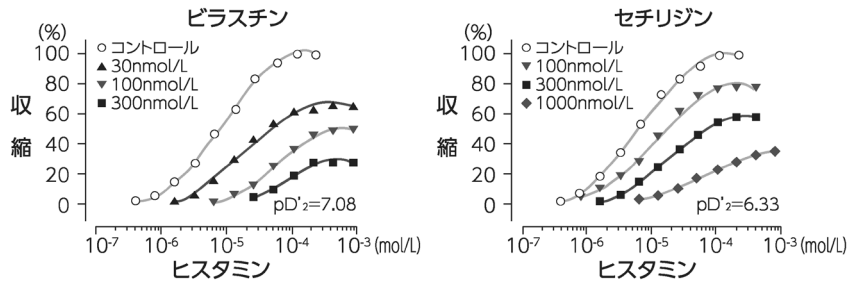 ビラスチン
(%)
100
80
60
40
20
0
収縮
コントロール
30nmol/L
100nmol/L
300nmol/L
pD'₂=7.08
10⁻⁷ 10⁻⁶ 10⁻⁵ 10⁻⁴ 10⁻³ (mol/L)
ヒスタミン
セチリジン
(%)
100
80
60
40
20
0
収縮
コントロール
100nmol/L
300nmol/L
1000nmol/L
pD'₂=6.33
10⁻⁷ 10⁻⁶ 10⁻⁵ 10⁻⁴ 10⁻³ (mol/L)
ヒスタミン